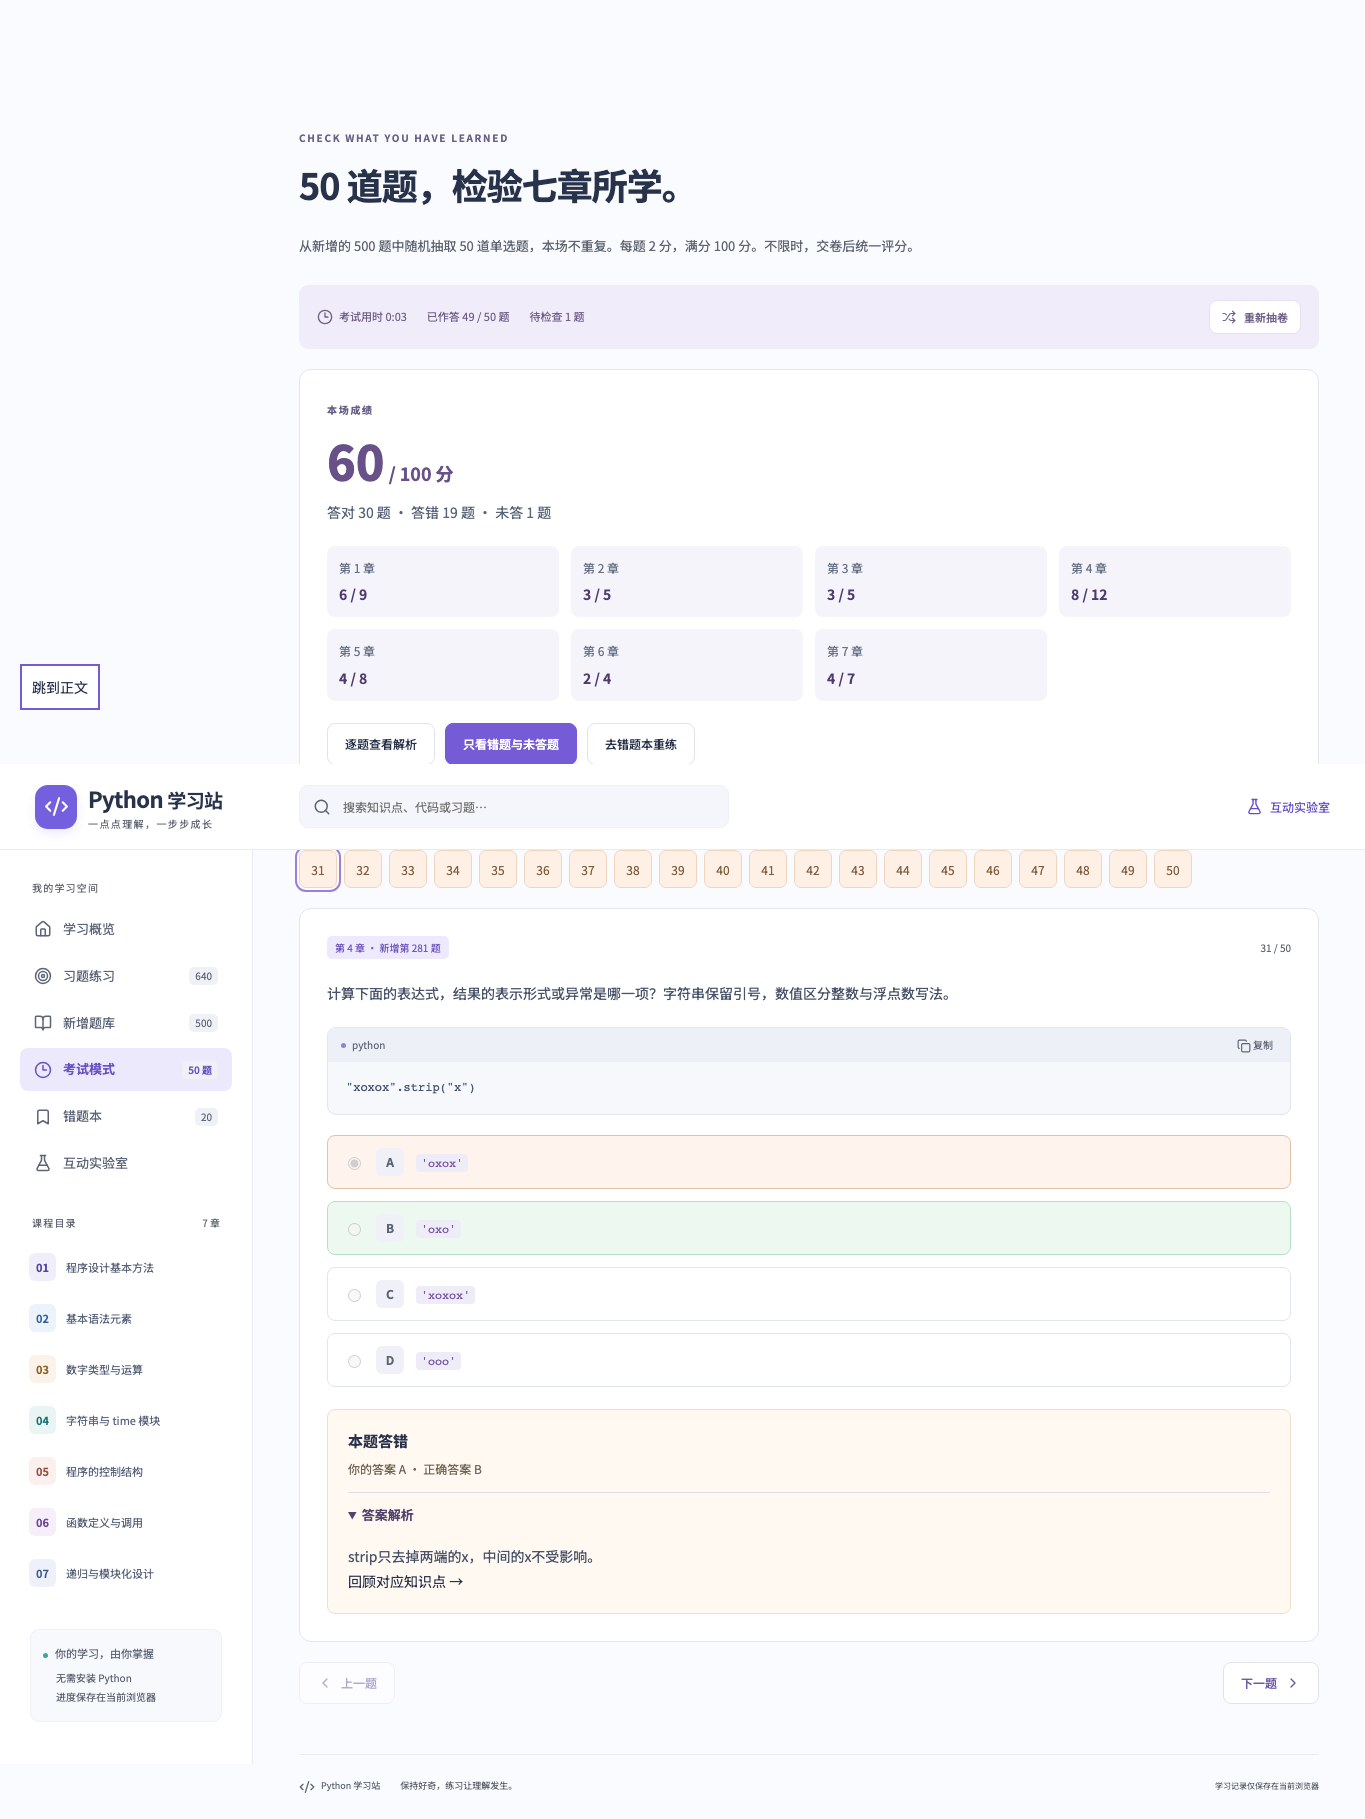 CHECK WHAT YOU HAVE LEARNED
50 道题，检验七章所学。
从新增的 500 题中随机抽取 50 道单选题，本场不重复。每题 2 分，满分 100 分。不限时，交卷后统一评分。
考试用时 0:03 已作答 49 / 50 题 待检查 1 题 重新抽卷
本场成绩
60 / 100 分
答对 30 题 · 答错 19 题 · 未答 1 题
第 1 章 第 2 章 第 3 章 第 4 章
6 / 9 3 / 5 3 / 5 8 / 12
第 5 章 第 6 章 第 7 章
4 / 8 2 / 4 4 / 7
跳到正文
逐题查看解析 只看错题与未答题 去错题本重练
Python 学习站
一点点理解，一步步成长
搜索知识点、代码或习题…
互动实验室
31 32 33 34 35 36 37 38 39 40 41 42 43 44 45 46 47 48 49 50
我的学习空间
学习概览
习题练习 640
新增题库 500
考试模式 50 题
错题本 20
互动实验室
课程目录 7 章
01 程序设计基本方法
02 基本语法元素
03 数字类型与运算
04 字符串与 time 模块
05 程序的控制结构
06 函数定义与调用
07 递归与模块化设计
你的学习，由你掌握
无需安装 Python
进度保存在当前浏览器
第 4 章 · 新增第 281 题 31 / 50
计算下面的表达式，结果的表示形式或异常是哪一项？字符串保留引号，数值区分整数与浮点数写法。
python 复制
"xoxox".strip("x")
A 'oxox'
B 'oxo'
C 'xoxox'
D 'ooo'
本题答错
你的答案 A · 正确答案 B
▼ 答案解析
strip只去掉两端的x，中间的x不受影响。
回顾对应知识点 →
上一题 下一题
Python 学习站 保持好奇，练习让理解发生。 学习记录仅保存在当前浏览器